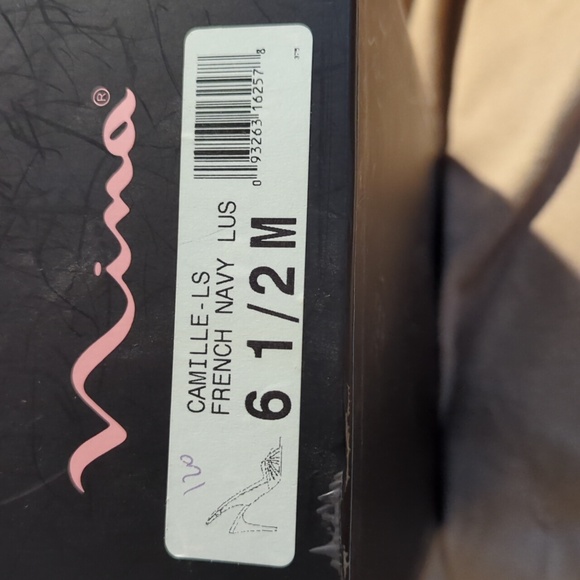 Nina®
CAMILLE-LS
FRENCH NAVY LUS
6 1/2 M
0 93263 16257 8
120